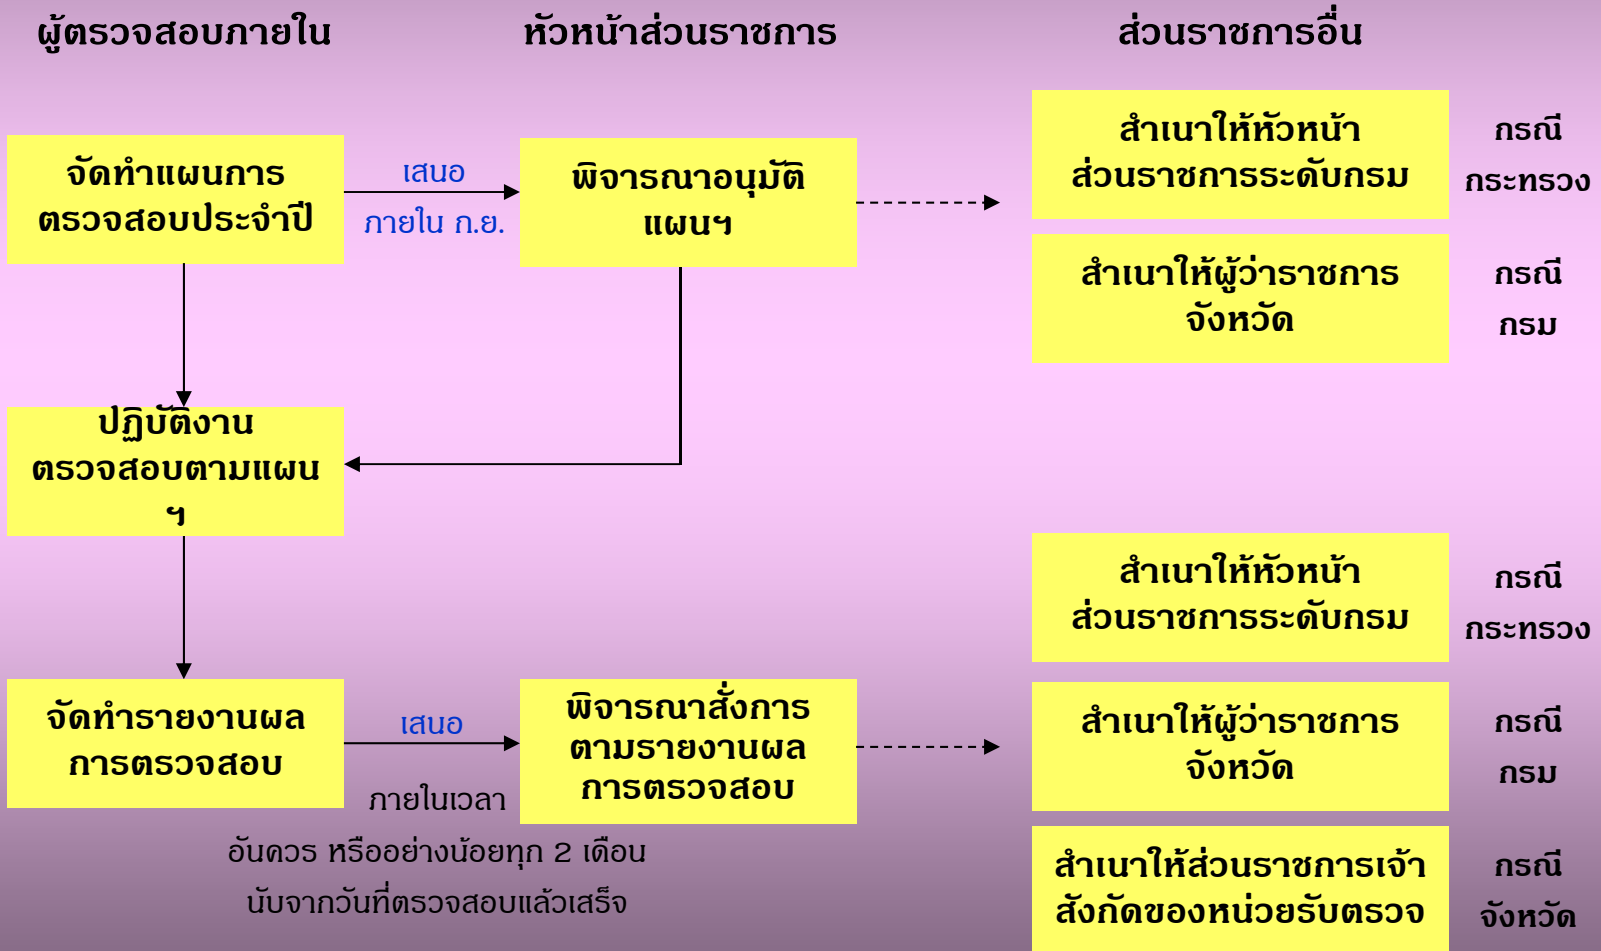 ผู้ตรวจสอบภายใน
หัวหน้าส่วนราชการ
ส่วนราชการอื่น
จัดทำแผนการ
ตรวจสอบประจำปี
เสนอ
ภายใน ก.ย.
พิจารณาอนุมัติ
แผนฯ
สำเนาให้หัวหน้า
ส่วนราชการระดับกรม
กรณี
กระทรวง
สำเนาให้ผู้ว่าราชการ
จังหวัด
กรณี
กรม
ปฏิบัติงาน
ตรวจสอบตามแผน
ฯ
สำเนาให้หัวหน้า
ส่วนราชการระดับกรม
กรณี
กระทรวง
จัดทำรายงานผล
การตรวจสอบ
เสนอ
ภายในเวลา
อันควร หรืออย่างน้อยทุก 2 เดือน
นับจากวันที่ตรวจสอบแล้วเสร็จ
พิจารณาสั่งการ
ตามรายงานผล
การตรวจสอบ
สำเนาให้ผู้ว่าราชการ
จังหวัด
กรณี
กรม
สำเนาให้ส่วนราชการเจ้า
สังกัดของหน่วยรับตรวจ
กรณี
จังหวัด